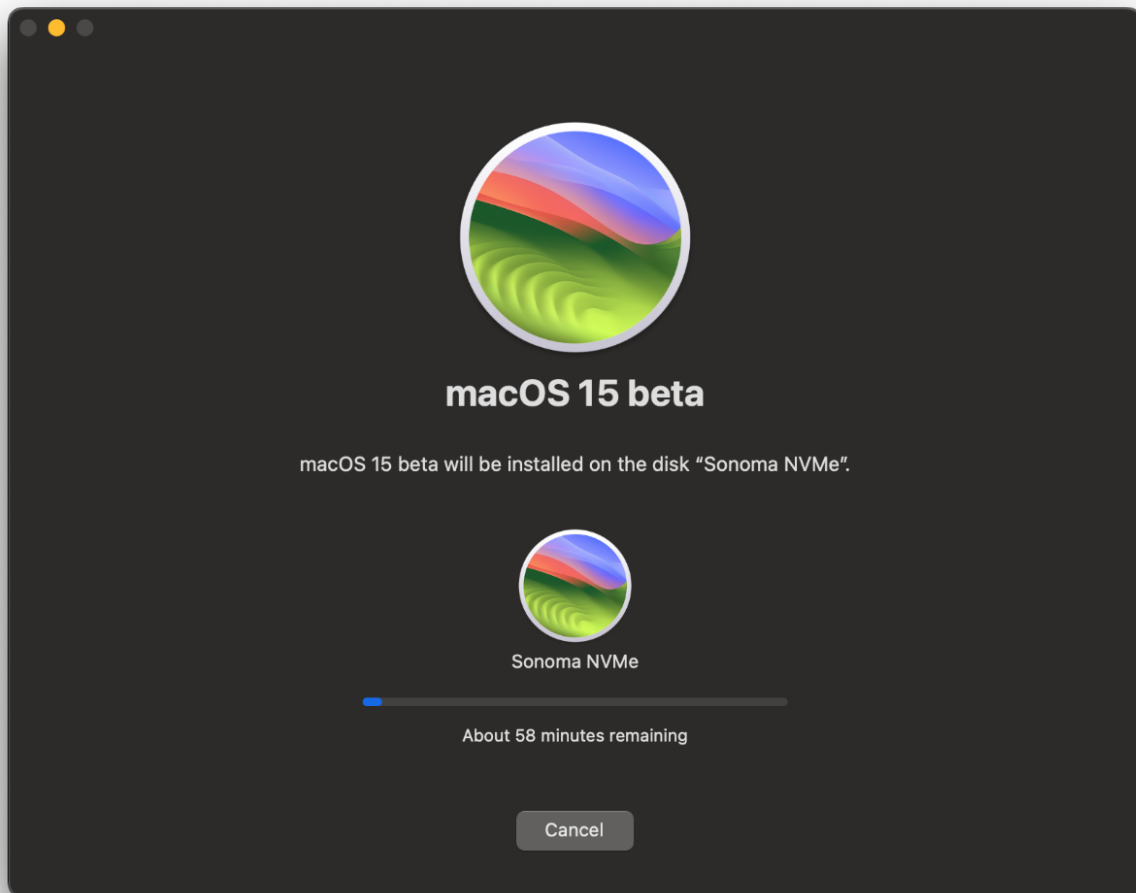 macOS 15 beta
macOS 15 beta will be installed on the disk “Sonoma NVMe”.
Sonoma NVMe
About 58 minutes remaining
Cancel